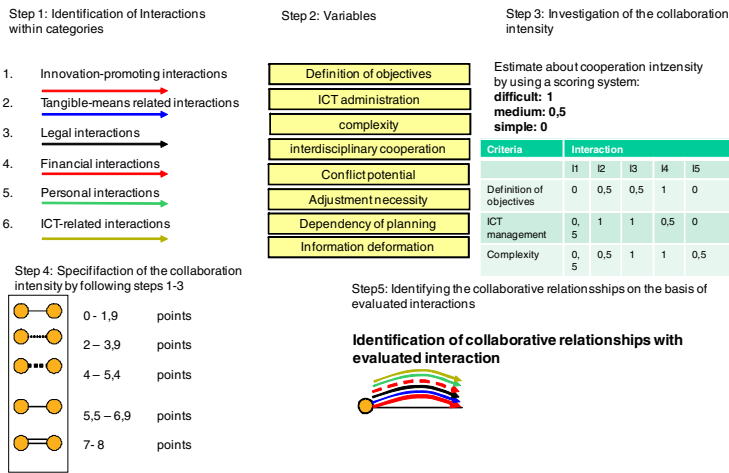 Step 1: Identification of Interactions
within categories
1. Innovation-promoting interactions
2. Tangible-means related interactions
3. Legal interactions
4. Financial interactions
5. Personal interactions
6. ICT-related interactions
Step 2: Variables
Definition of objectives
ICT administration
complexity
interdisciplinary cooperation
Conflict potential
Adjustment necessity
Dependency of planning
Information deformation
Step 3: Investigation of the collaboration
intensity
Estimate about cooperation intzensity
by using a scoring system:
difficult: 1
medium: 0,5
simple: 0
Criteria Interaction
I1 I2 I3 I4 I5
Definition of
objectives 0 0,5 0,5 1 0
ICT
management 0,5 1 1 0,5 0
Complexity 0,5 0,5 1 1 0,5
Step 4: Specififaction of the collaboration
intensity by following steps 1-3
0 - 1,9 points
2 – 3,9 points
4 – 5,4 points
5,5 – 6,9 points
7- 8 points
Step5: Identifying the collaborative relationsships on the basis of
evaluated interactions
Identification of collaborative relationships with
evaluated interaction